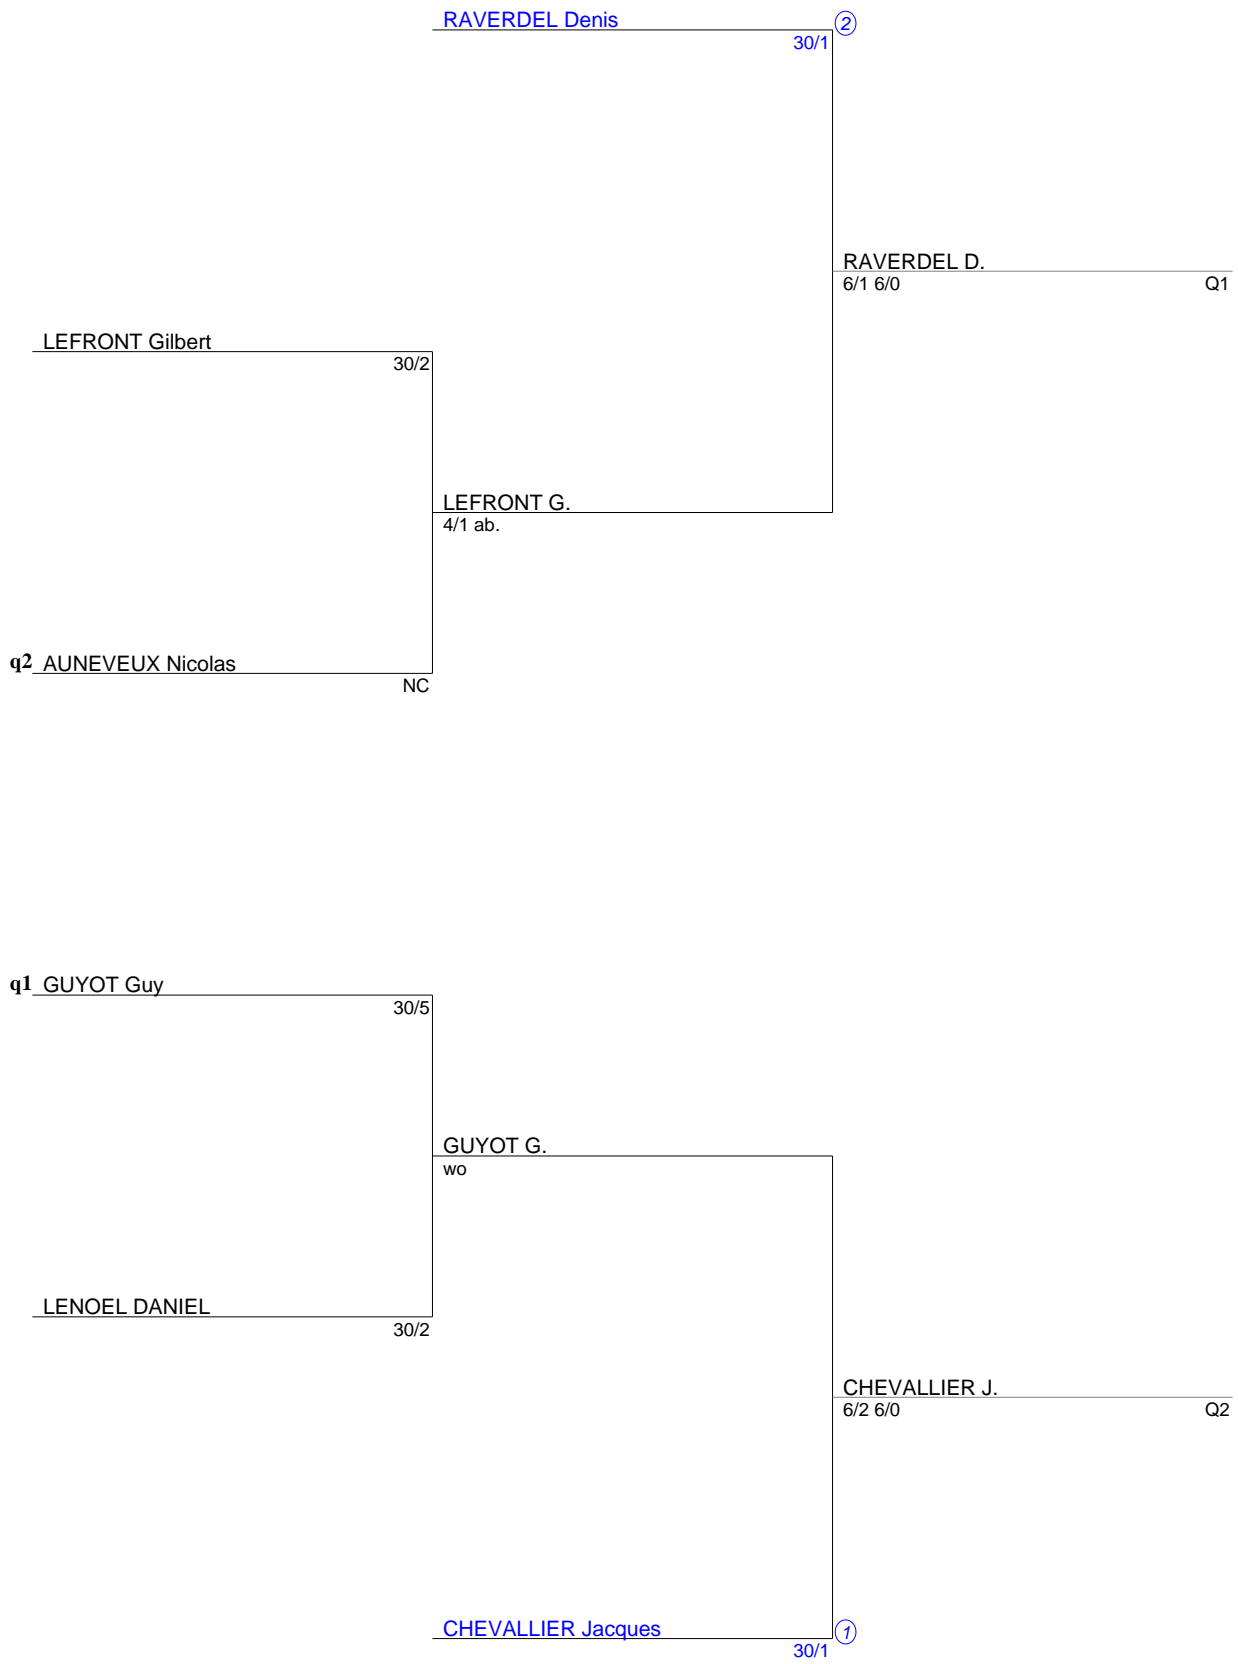 RAVERDEL Denis 2
30/1
RAVERDEL D.
6/1 6/0 Q1
LEFRONT Gilbert
30/2
LEFRONT G.
4/1 ab.
q2 AUNEVEUX Nicolas
NC
q1 GUYOT Guy
30/5
GUYOT G.
wo
LENOEL DANIEL
30/2
CHEVALLIER J.
6/2 6/0 Q2
CHEVALLIER Jacques 1
30/1